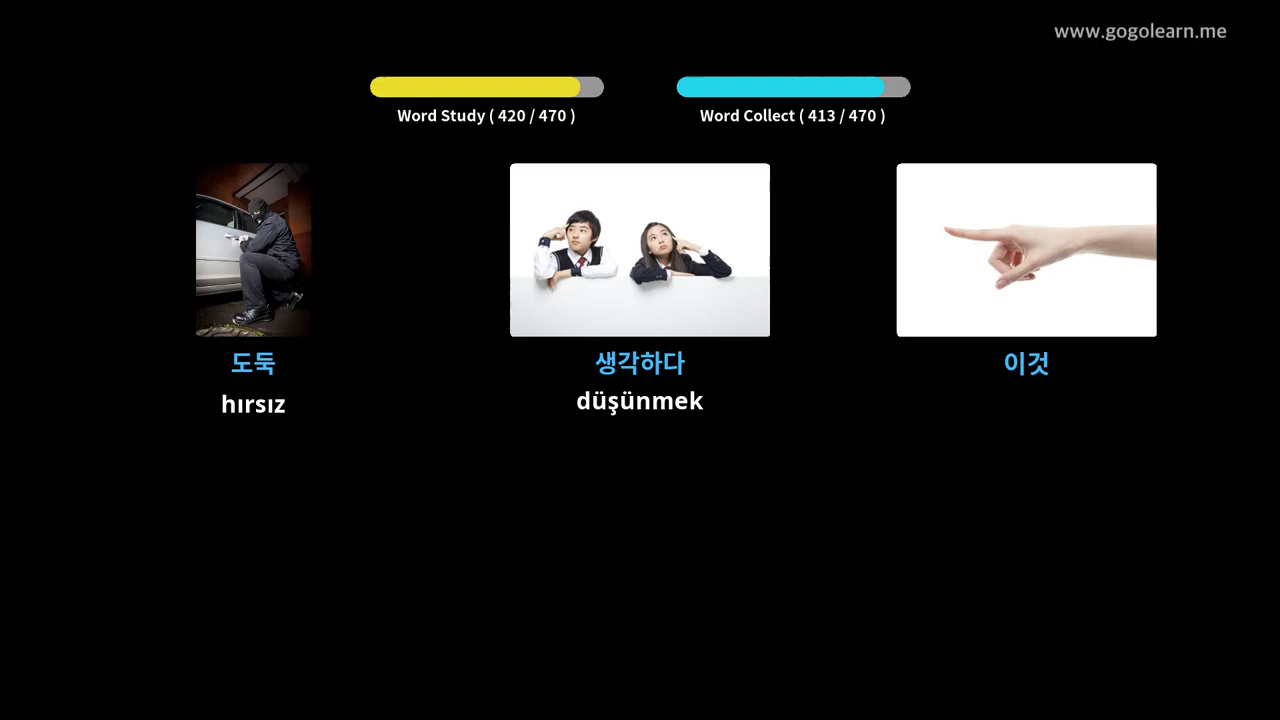 www.gogolearn.me
Word Study ( 420 / 470 )
Word Collect ( 413 / 470 )
도둑
생각하다
이것
hırsız
düşünmek